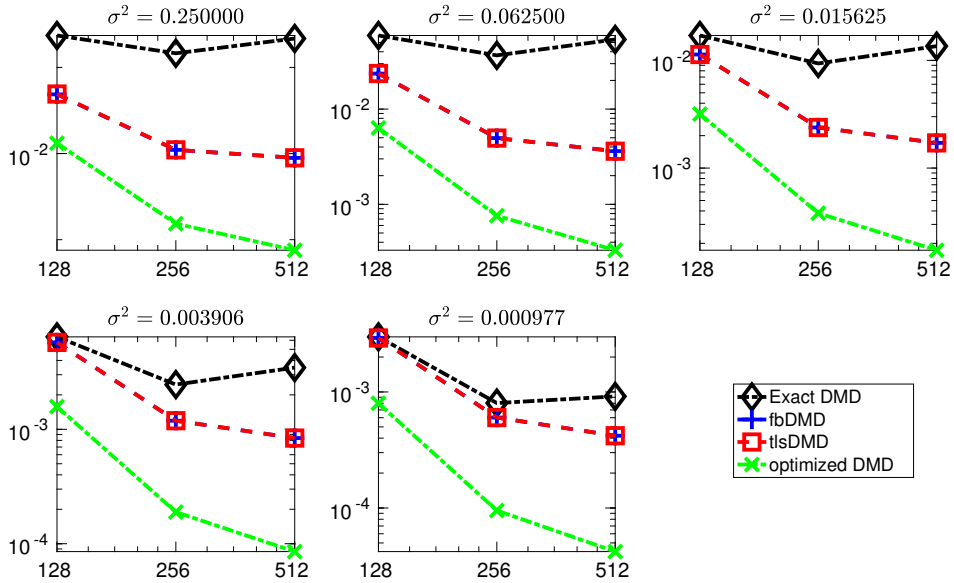 σ² = 0.250000
σ² = 0.062500
σ² = 0.015625
10⁻²
128 256 512
10⁻²
10⁻³
128 256 512
10⁻²
10⁻³
128 256 512
σ² = 0.003906
σ² = 0.000977
10⁻³
10⁻⁴
128 256 512
10⁻³
10⁻⁴
128 256 512
Exact DMD
fbDMD
tlsDMD
optimized DMD